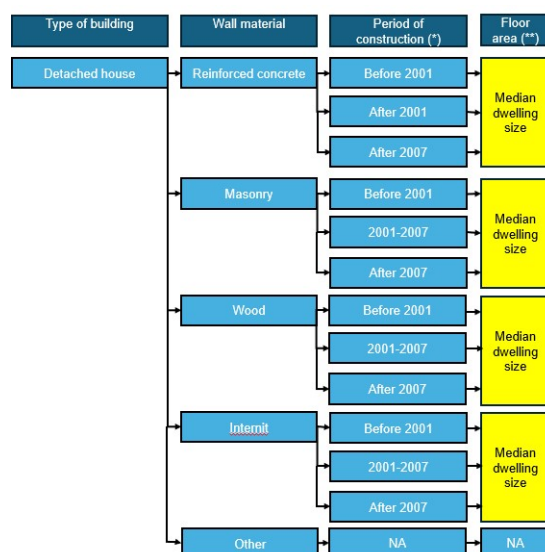 Type of building
Wall material
Period of
construction (*)
Floor
area (**)
Detached house
Reinforced concrete
Before 2001
After 2001
After 2007
Median
dwelling
size
Masonry
Before 2001
2001-2007
After 2007
Median
dwelling
size
Wood
Before 2001
2001-2007
After 2007
Median
dwelling
size
Internit
Before 2001
2001-2007
After 2007
Median
dwelling
size
Other
NA
NA